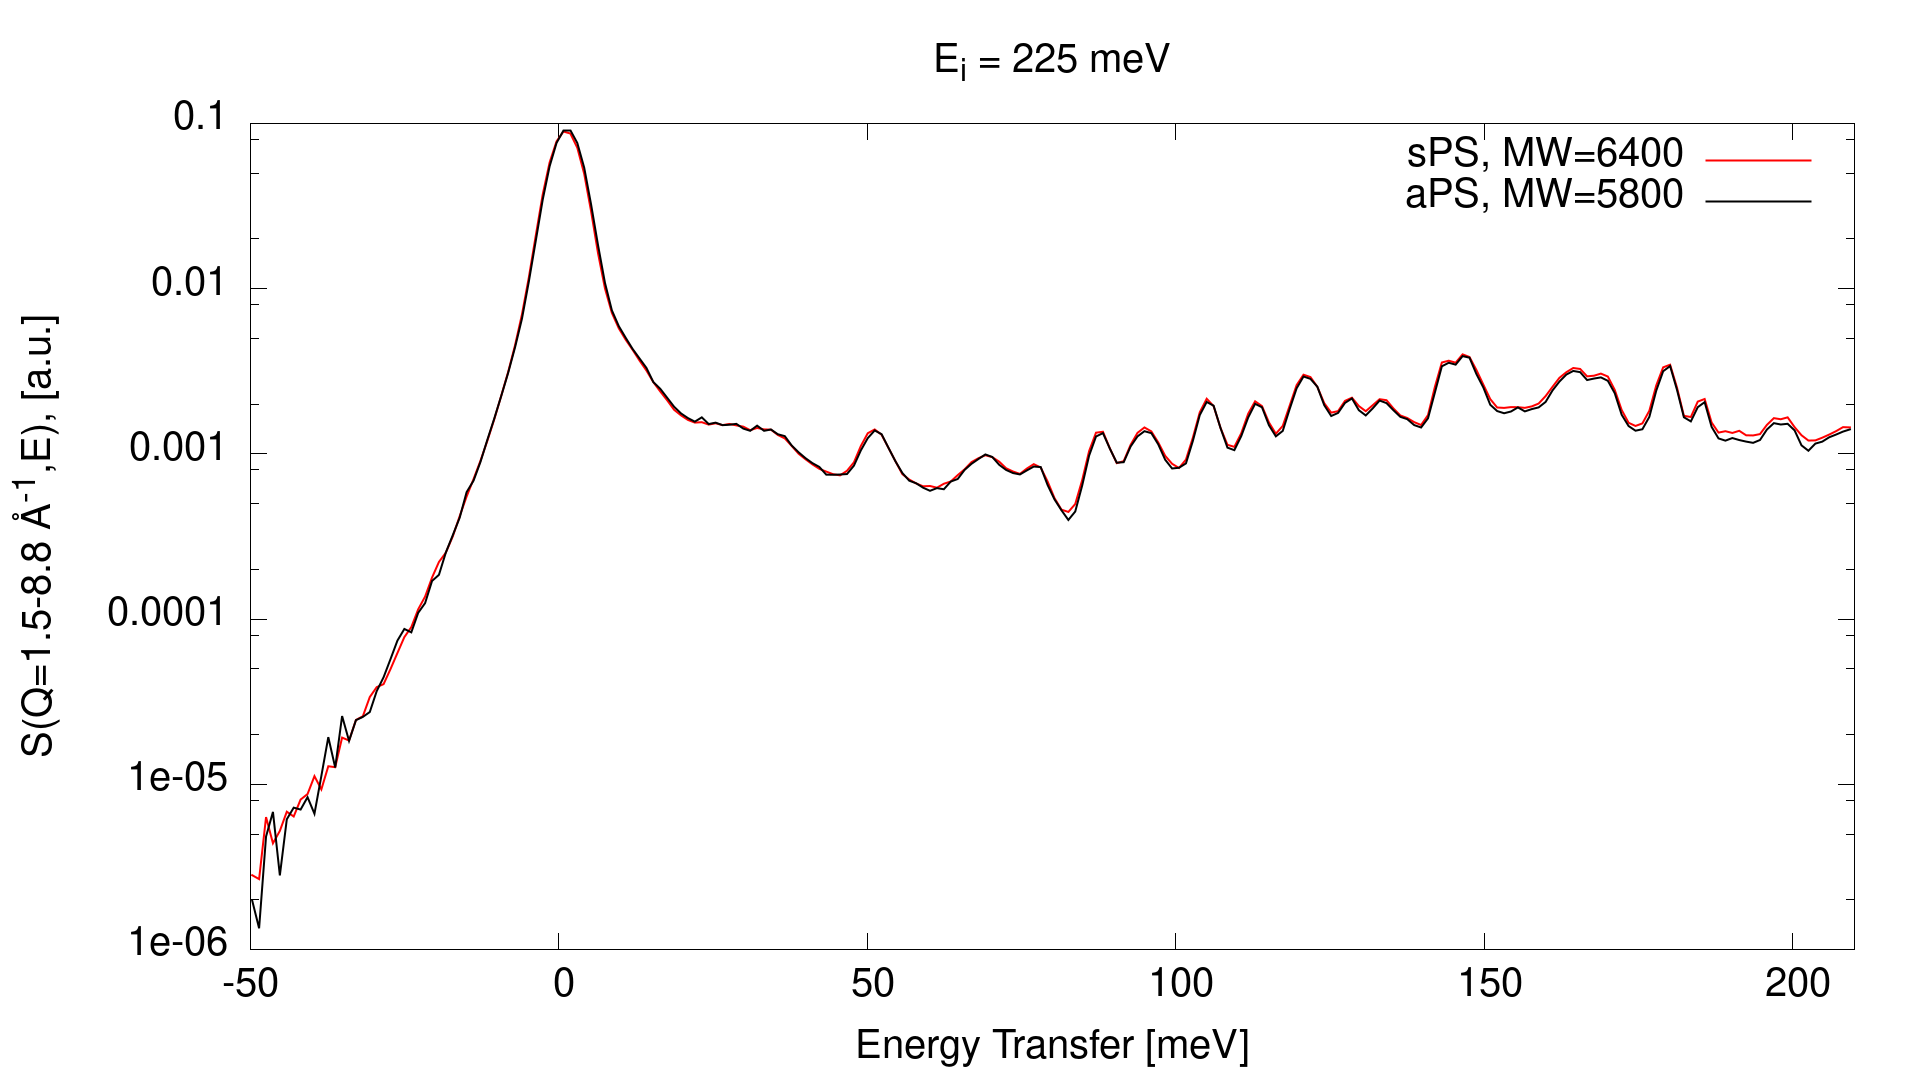 Ei = 225 meV
sPS, MW=6400
aPS, MW=5800
0.1
0.01
0.001
0.0001
1e-05
1e-06
S(Q=1.5-8.8 Å-1,E), [a.u.]
-50 0 50 100 150 200
Energy Transfer [meV]